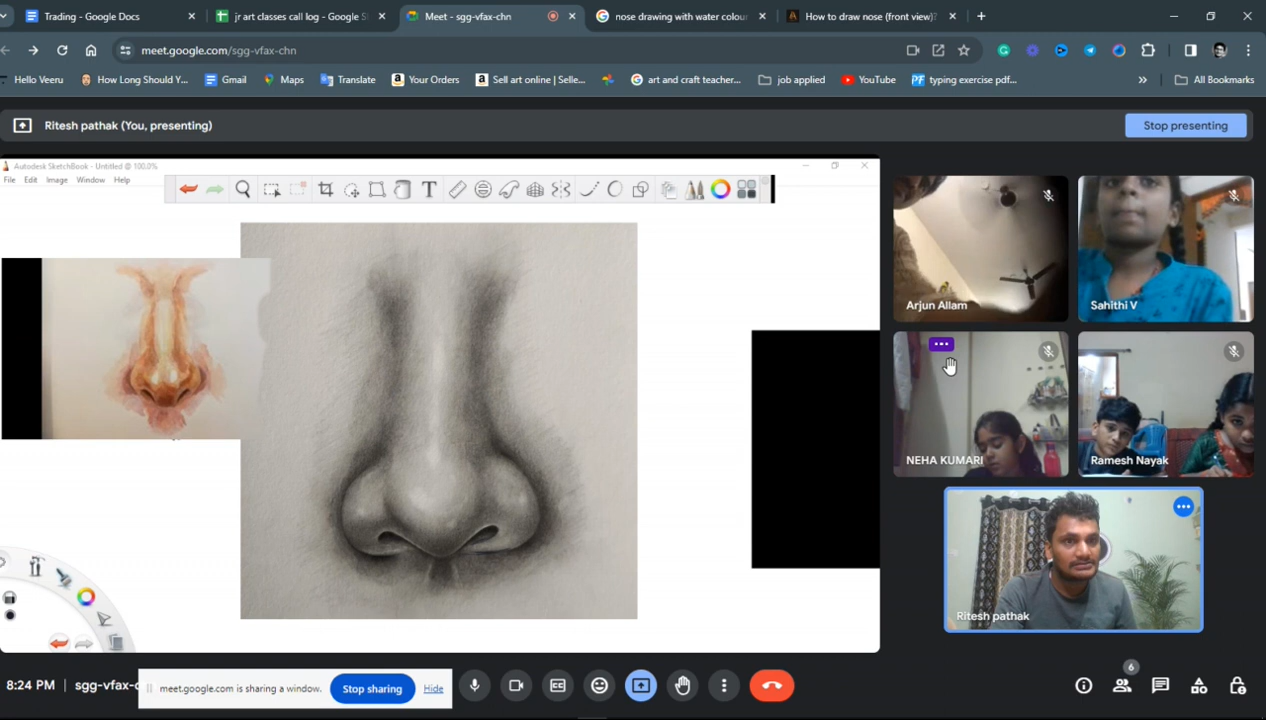 Trading - Google Docs
jr art classes call log - Google S
Meet - sgg-vfax-chn
nose drawing with water colou
How to draw nose (front view)?
meet.google.com/sgg-vfax-chn
Hello Veeru
How Long Should Y...
Gmail
Maps
Translate
Your Orders
Sell art online | Selle...
art and craft teacher...
job applied
YouTube
typing exercise pdf...
All Bookmarks
Ritesh pathak (You, presenting)
Stop presenting
Autodesk SketchBook - Untitled @ 100.0%
File Edit Image Window Help
T
Arjun Allam
Sahithi V
NEHA KUMARI
Ramesh Nayak
Ritesh pathak
8:24 PM | sgg-vfax-c
meet.google.com is sharing a window.
Stop sharing
Hide
6